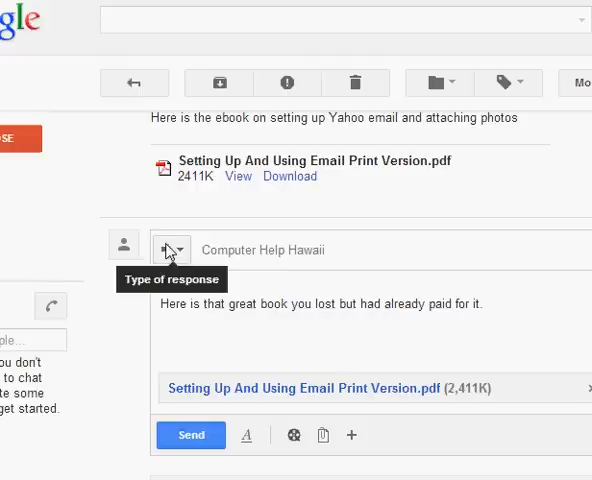 gle
Mo
Here is the ebook on setting up Yahoo email and attaching photos
OSE
Setting Up And Using Email Print Version.pdf
2411K View Download
Computer Help Hawaii
Type of response
Here is that great book you lost but had already paid for it.
ple...
ou don't
to chat
te some
get started.
Setting Up And Using Email Print Version.pdf (2,411K)
Send A